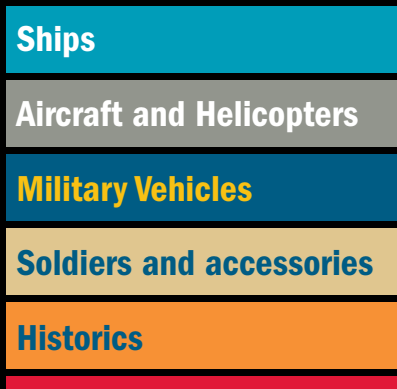 Ships
Aircraft and Helicopters
Military Vehicles
Soldiers and accessories
Historics